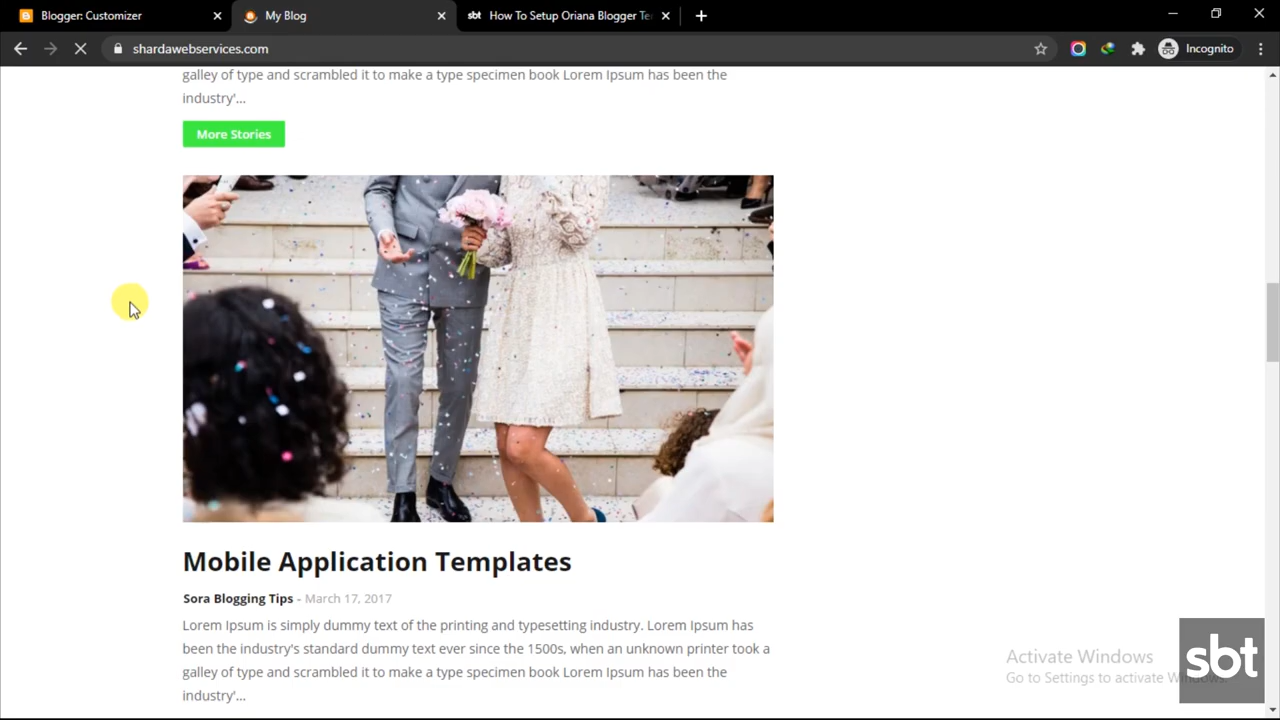 Blogger: Customizer
My Blog
sbt How To Setup Oriana Blogger Te
shardawebservices.com
Incognito
galley of type and scrambled it to make a type specimen book Lorem Ipsum has been the
industry'...
More Stories
Mobile Application Templates
Sora Blogging Tips - March 17, 2017
Lorem Ipsum is simply dummy text of the printing and typesetting industry. Lorem Ipsum has
been the industry's standard dummy text ever since the 1500s, when an unknown printer took a
galley of type and scrambled it to make a type specimen book Lorem Ipsum has been the
industry'...
Activate Windows
Go to Settings to activate Windows.
sbt